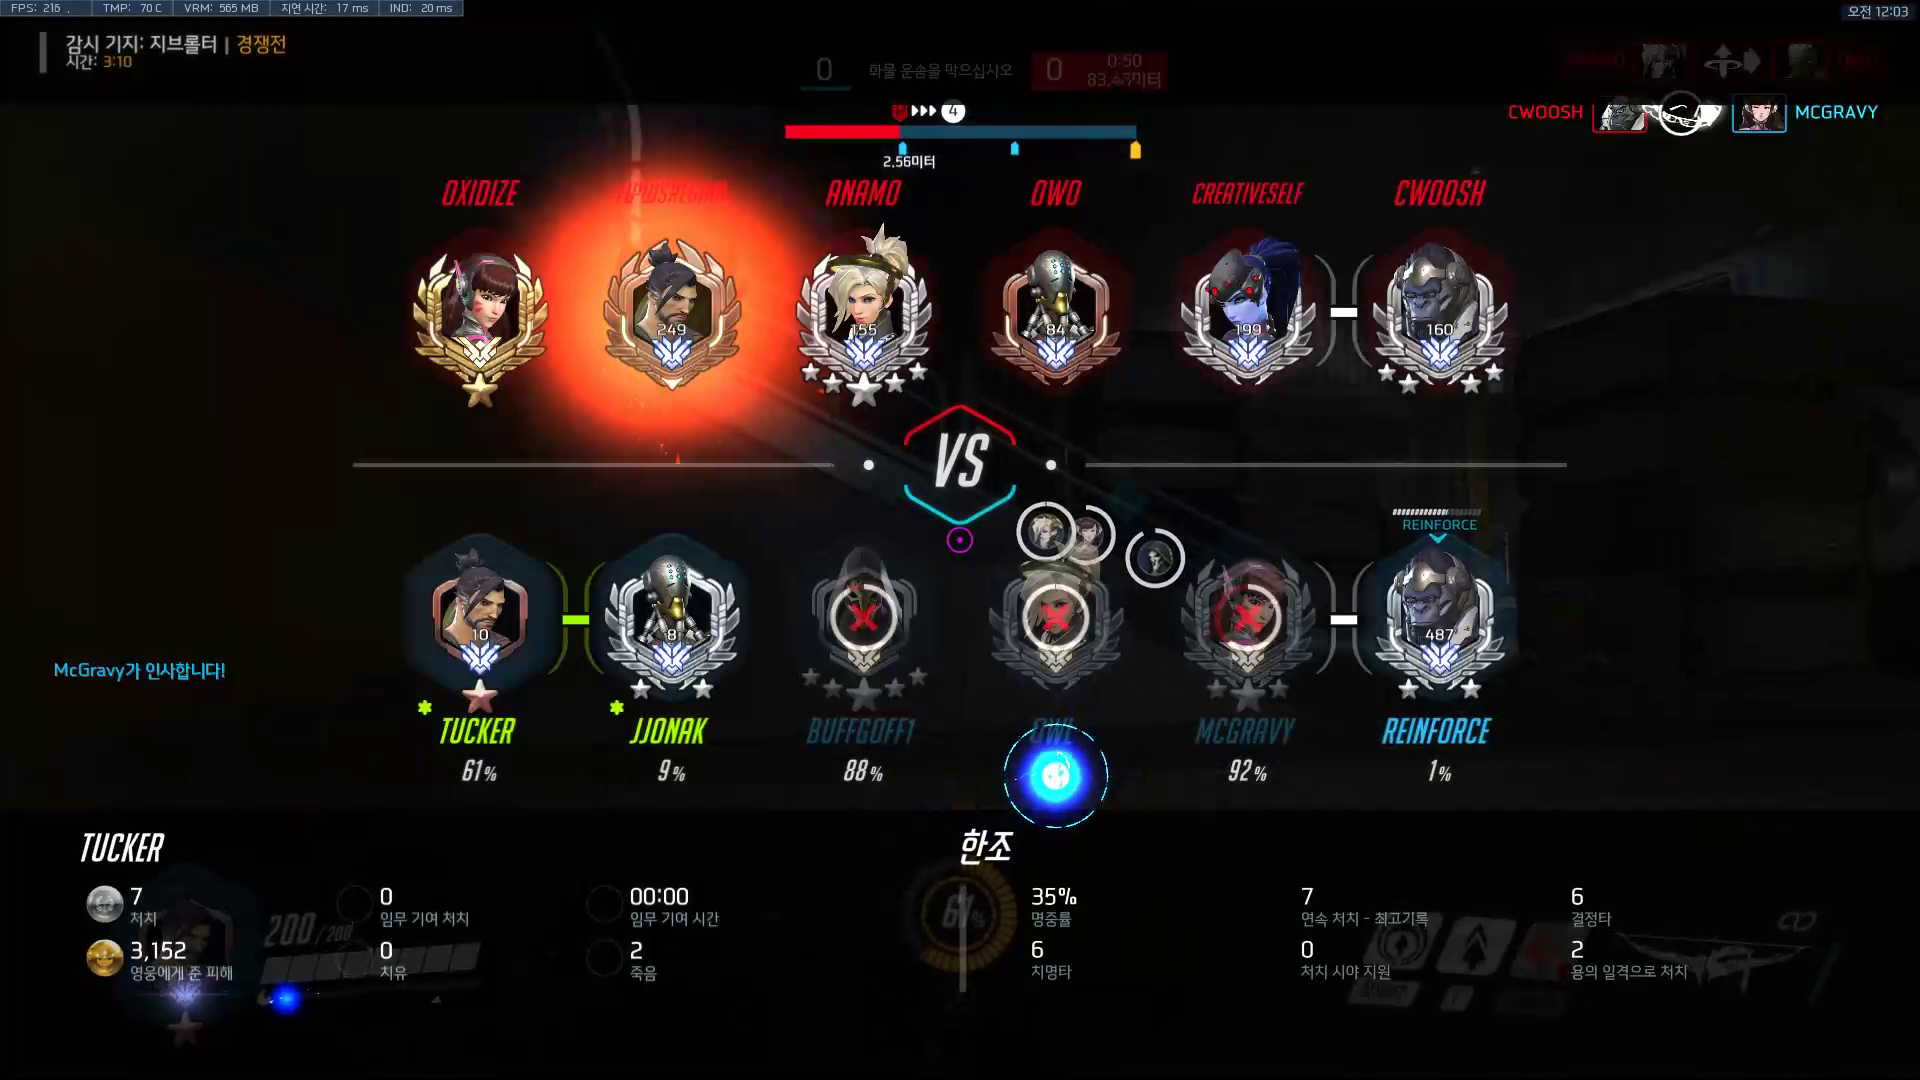 FPS: 216 . TMP: 70 C VRM: 565 MB 지연 시간: 17 ms IND: 20 ms
오전 12:03
감시 기지: 지브롤터 | 경쟁전
시간: 3:10
0 화물 운송을 막으십시오 0 0:50
83.43미터
4
2.56미터
CWOOSH MCGRAVY
OXIDIZE ANAMO OWO CREATIVESELF CWOOSH
249 155 84 199 160
VS
REINFORCE
10 8 487
McGravy가 인사합니다!
TUCKER JJONAK BUFFGOFF1 OWL MCGRAVY REINFORCE
61% 9% 88% 92% 1%
TUCKER 한조
7 0 00:00 35% 7 6
처치 임무 기여 처치 임무 기여 시간 명중률 연속 처치 - 최고기록 결정타
3,152 0 2 6 0 2
영웅에게 준 피해 치유 죽음 치명타 처치 시야 지원 용의 일격으로 처치
200 / 200
61%